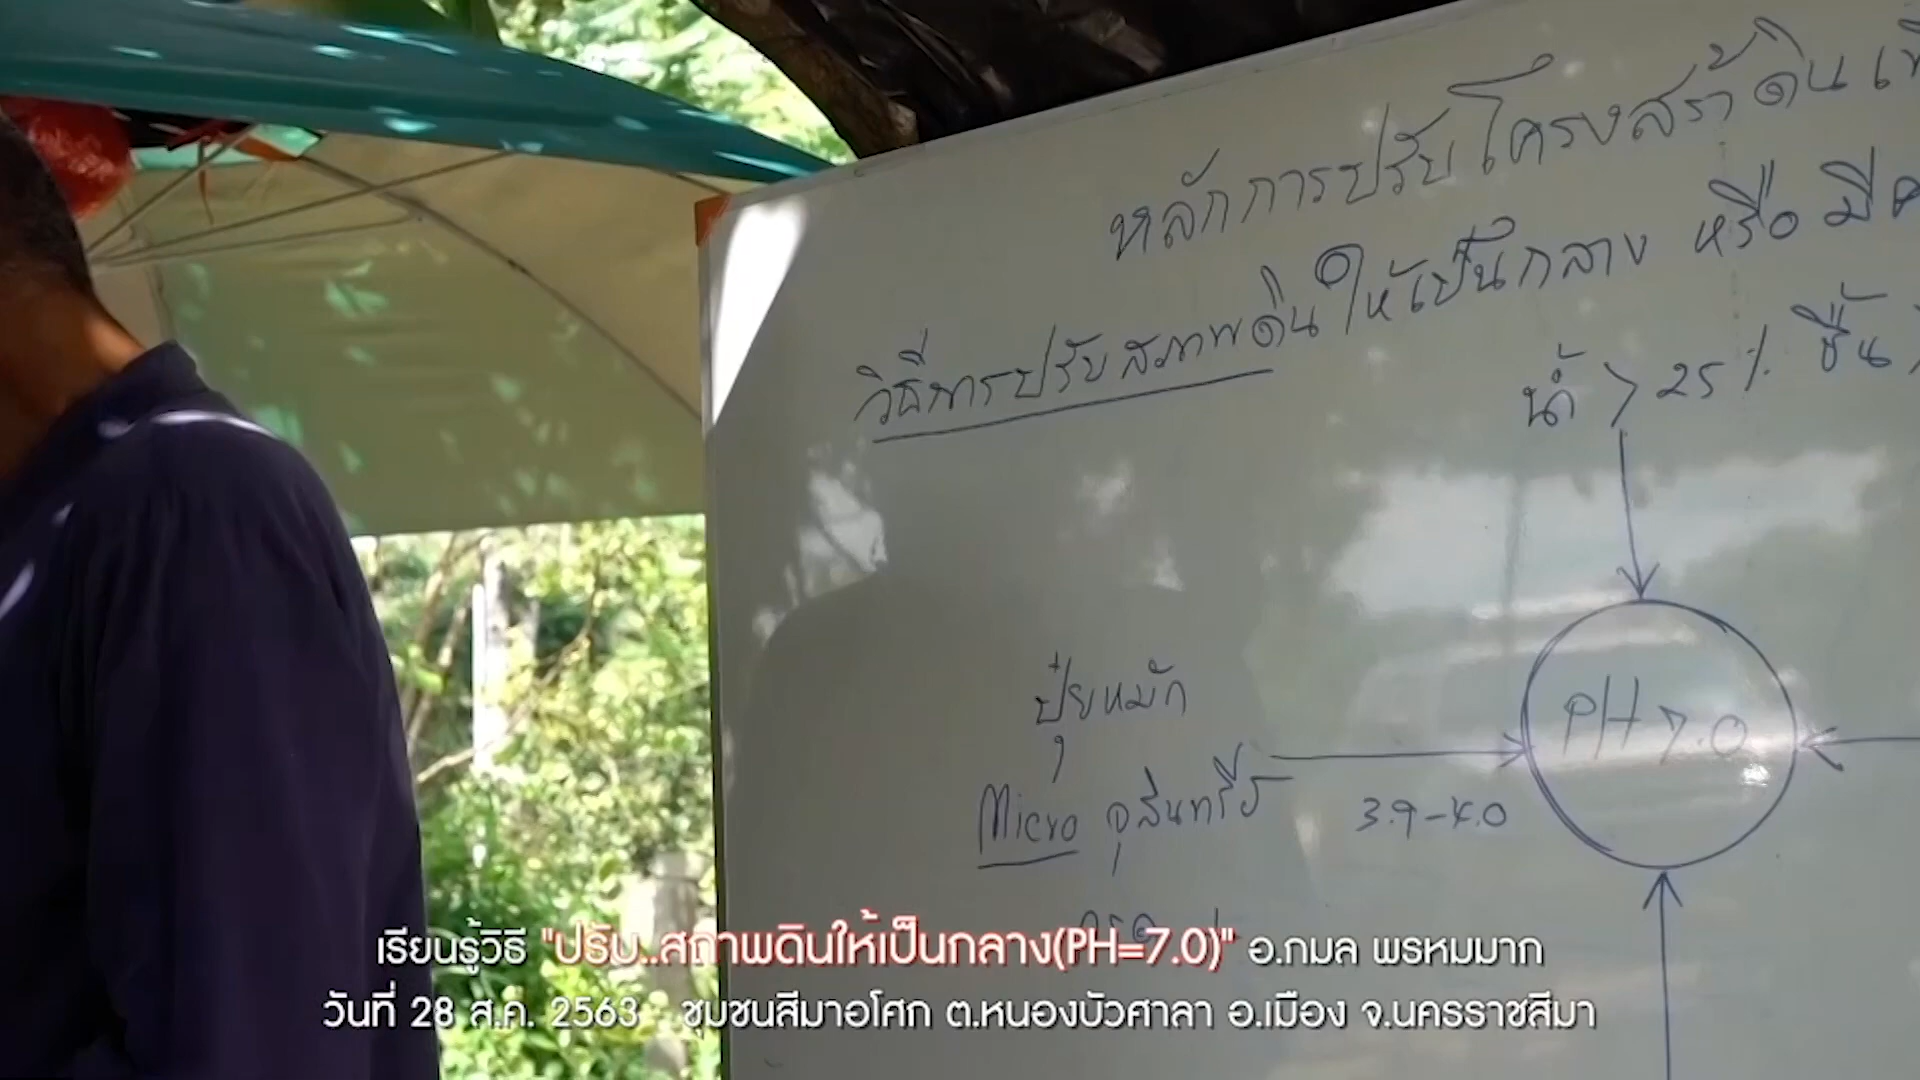 หลักการปรับโครงสร้าดินเพื
วิธีการปรับสภาพดินให้เป็นกลาง หรือ มี
น้ำ > 25 % ชื้น
PH 7.0
ปุ๋ยหมัก
Micro จุลินทรีย์
3.9-4.0
เรียนรู้วิธี "ปรับ..สภาพดินให้เป็นกลาง(PH=7.0)" อ.กมล พรหมมาก
วันที่ 28 ส.ค. 2563 ชุมชนสีมาอโศก ต.หนองบัวศาลา อ.เมือง จ.นครราชสีมา